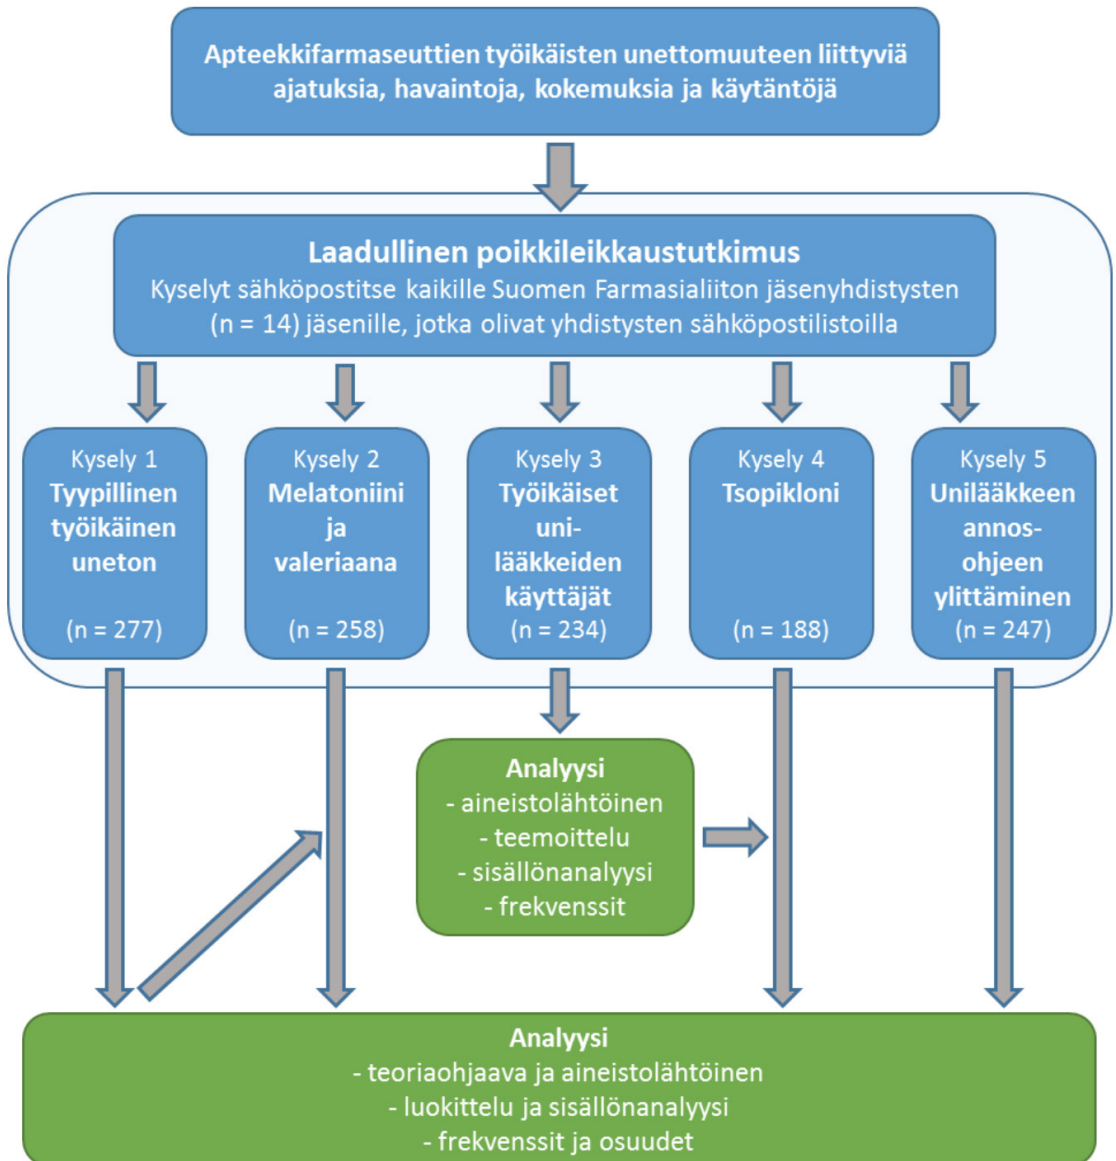 Apteekkifarmaseuttien työikäisten unettomuuteen liittyviä
ajatuksia, havaintoja, kokemuksia ja käytäntöjä
Laadullinen poikkileikkaustutkimus
Kyselyt sähköpostitse kaikille Suomen Farmasialiiton jäsenyhdistysten
(n = 14) jäsenille, jotka olivat yhdistysten sähköpostilistoilla
Kysely 1
Tyypillinen
työikäinen
uneton
(n = 277)
Kysely 2
Melatoniini
ja
valeriaana
(n = 258)
Kysely 3
Työikäiset
uni-
lääkkeiden
käyttäjät
(n = 234)
Kysely 4
Tsopikloni
(n = 188)
Kysely 5
Unilääkkeen
annos-
ohjeen
ylittäminen
(n = 247)
Analyysi
- aineistolähtöinen
- teemoittelu
- sisällönanalyysi
- frekvenssit
Analyysi
- teoriaohjaava ja aineistolähtöinen
- luokittelu ja sisällönanalyysi
- frekvenssit ja osuudet